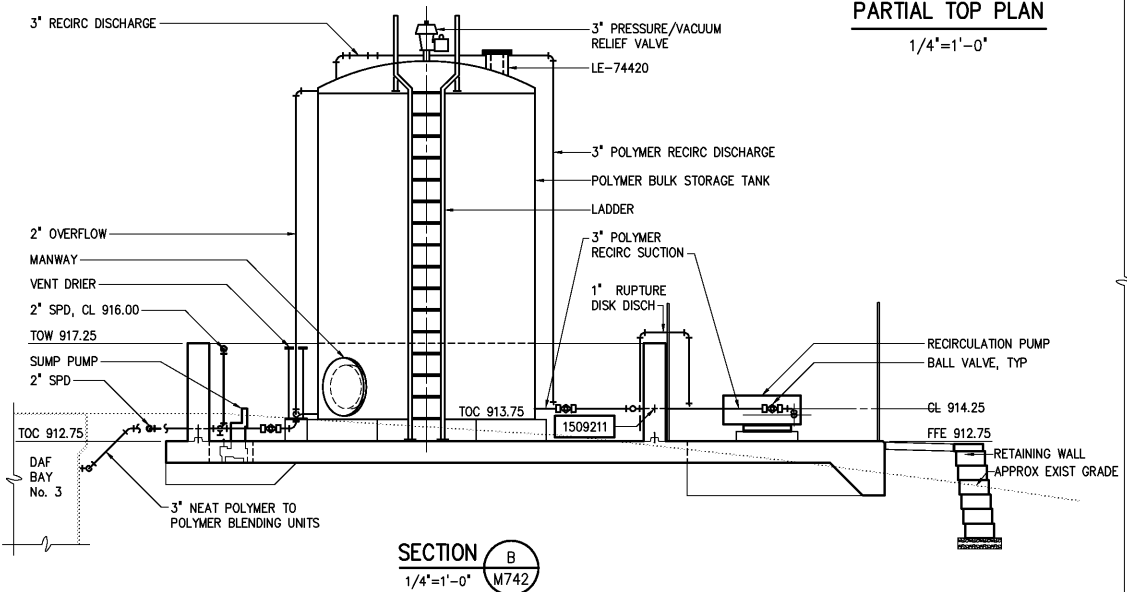 PARTIAL TOP PLAN
1/4"=1'-0"
3" RECIRC DISCHARGE
3" PRESSURE/VACUUM
RELIEF VALVE
LE-74420
3" POLYMER RECIRC DISCHARGE
POLYMER BULK STORAGE TANK
LADDER
2" OVERFLOW
3" POLYMER
RECIRC SUCTION
MANWAY
VENT DRIER
1" RUPTURE
DISK DISCH
2" SPD, CL 916.00
TOW 917.25
RECIRCULATION PUMP
SUMP PUMP
BALL VALVE, TYP
2" SPD
TOC 913.75
CL 914.25
1509211
TOC 912.75
FFE 912.75
RETAINING WALL
DAF
BAY
No. 3
APPROX EXIST GRADE
3" NEAT POLYMER TO
POLYMER BLENDING UNITS
SECTION
B
1/4"=1'-0"
M742